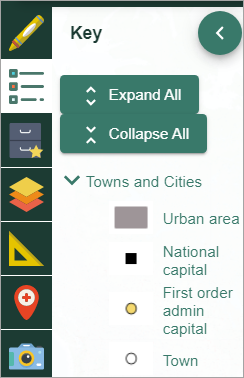 Key
Expand All
Collapse All
Towns and Cities
Urban area
National
capital
First order
admin
capital
Town